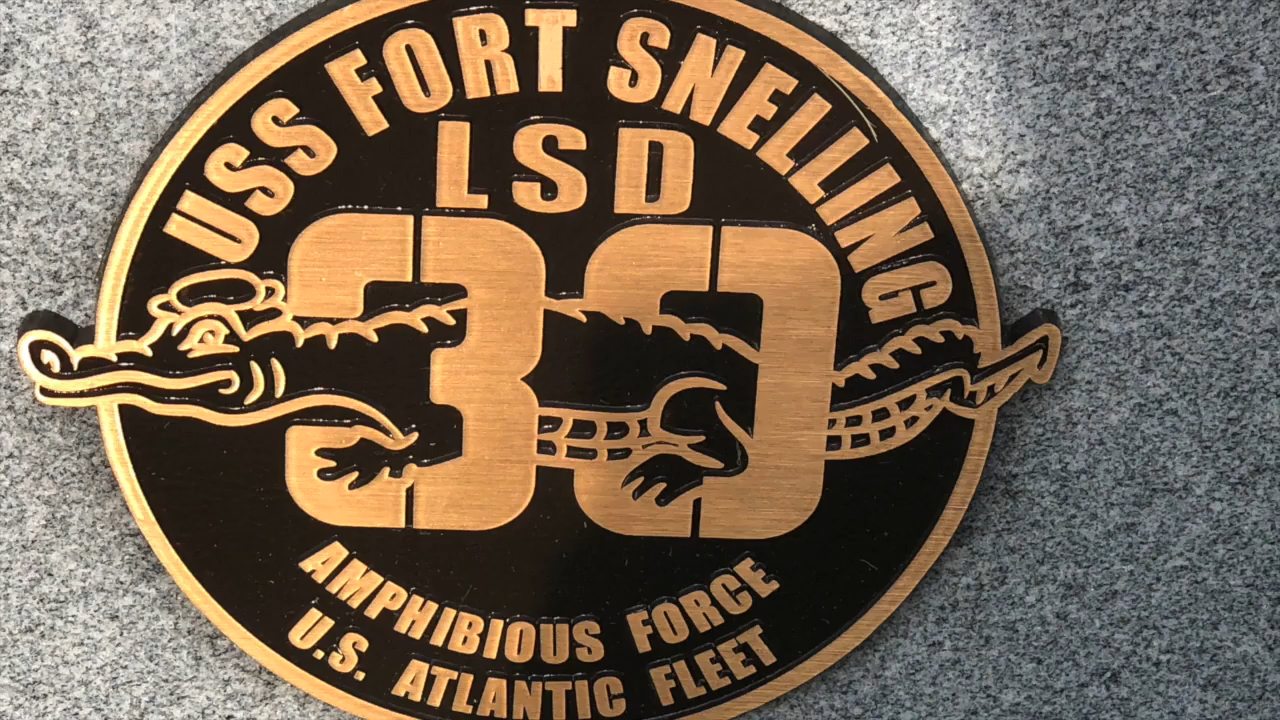 USS FORT SNELLING
LSD
30
AMPHIBIOUS FORCE
U.S. ATLANTIC FLEET